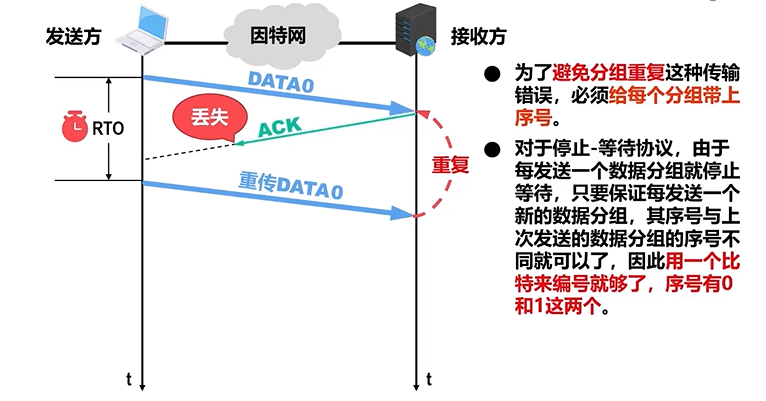 发送方
因特网
接收方
DATA0
丢失
ACK
RTO
重复
重传DATA0
t
t
● 为了避免分组重复这种传输
错误，必须给每个分组带上
序号。
● 对于停止-等待协议，由于
每发送一个数据分组就停止
等待，只要保证每发送一个
新的数据分组，其序号与上
次发送的数据分组的序号不
同就可以了，因此用一个比
特来编号就够了，序号有0
和1这两个。